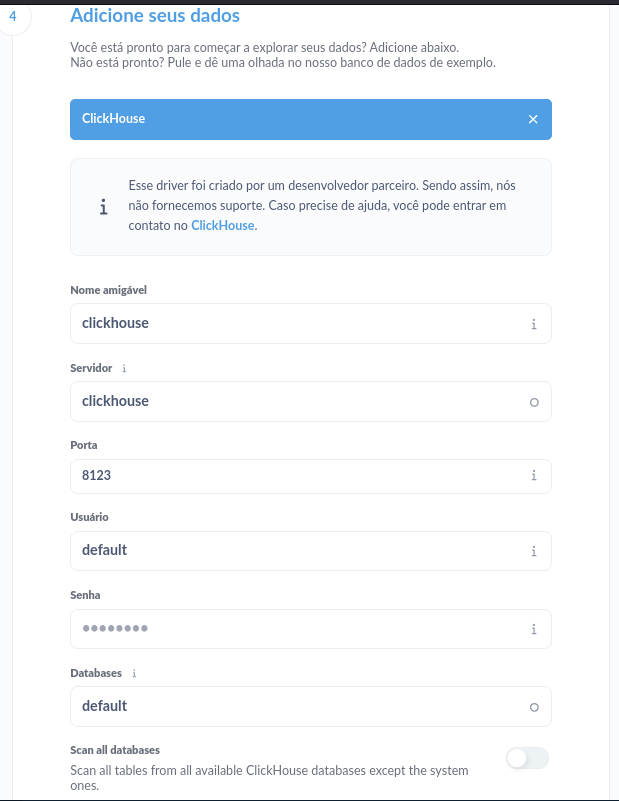 4
Adicione seus dados
Você está pronto para começar a explorar seus dados? Adicione abaixo.
Não está pronto? Pule e dê uma olhada no nosso banco de dados de exemplo.
ClickHouse
Esse driver foi criado por um desenvolvedor parceiro. Sendo assim, nós
não fornecemos suporte. Caso precise de ajuda, você pode entrar em
contato no ClickHouse.
Nome amigável
clickhouse
Servidor
clickhouse
Porta
8123
Usuário
default
Senha
••••••••
Databases
default
Scan all databases
Scan all tables from all available ClickHouse databases except the system
ones.